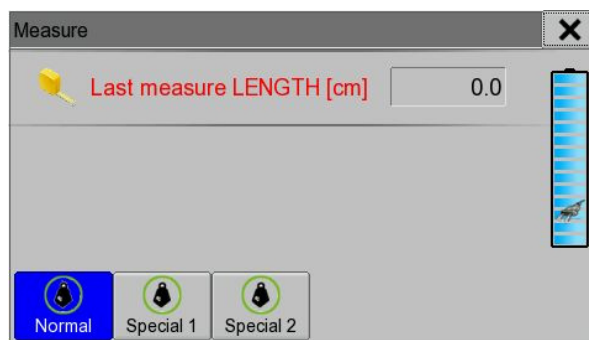 Measure
Last measure LENGTH [cm] 0.0
Normal Special 1 Special 2